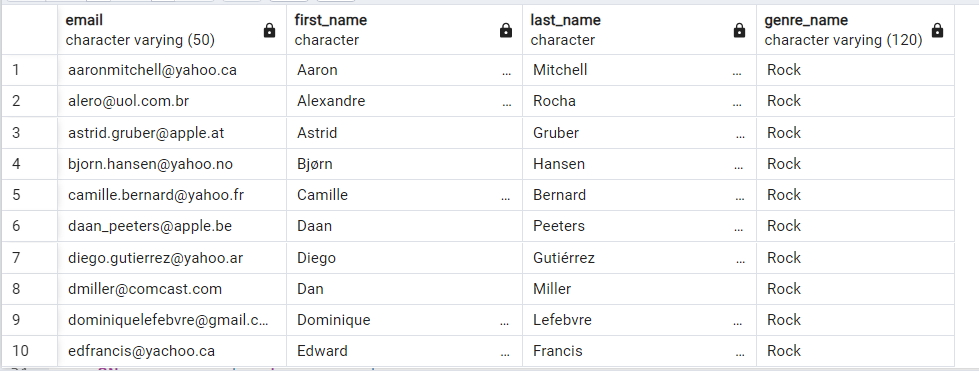 email first_name last_name genre_name
character varying (50) character character character varying (120)
1 aaronmitchell@yahoo.ca Aaron ... Mitchell ... Rock
2 alero@uol.com.br Alexandre ... Rocha ... Rock
3 astrid.gruber@apple.at Astrid Gruber ... Rock
4 bjorn.hansen@yahoo.no Bjørn Hansen ... Rock
5 camille.bernard@yahoo.fr Camille ... Bernard ... Rock
6 daan_peeters@apple.be Daan Peeters ... Rock
7 diego.gutierrez@yahoo.ar Diego Gutiérrez ... Rock
8 dmiller@comcast.com Dan Miller Rock
9 dominiquelefebvre@gmail.c... Dominique ... Lefebvre ... Rock
10 edfrancis@yachoo.ca Edward ... Francis ... Rock